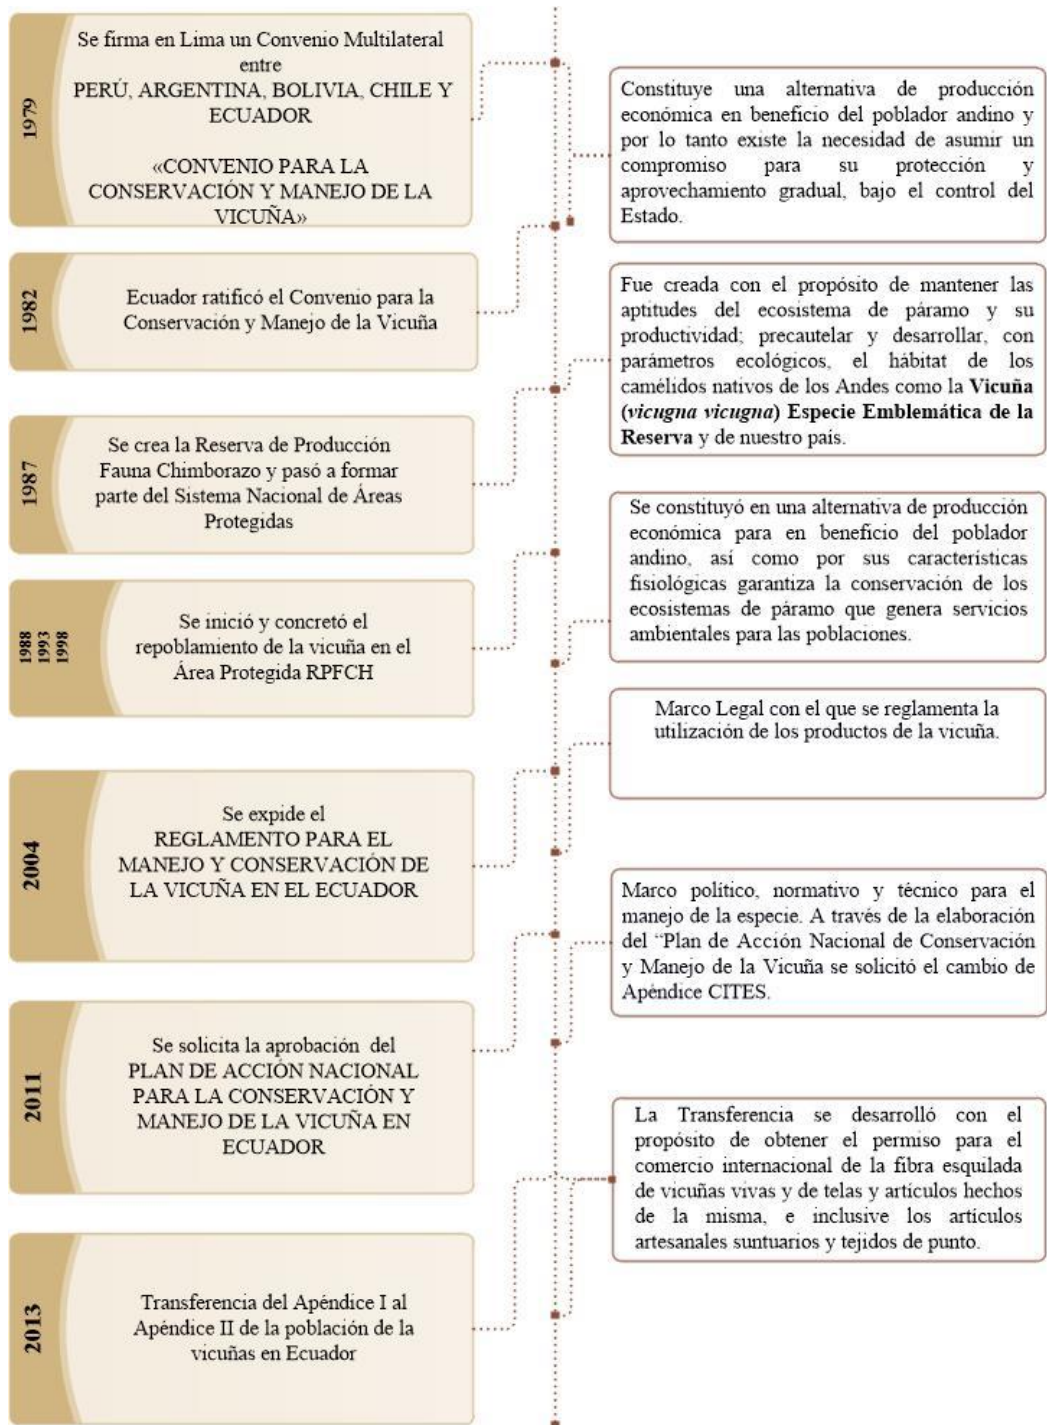 1979
Se firma en Lima un Convenio Multilateral
entre
PERÚ, ARGENTINA, BOLIVIA, CHILE Y
ECUADOR
«CONVENIO PARA LA
CONSERVACIÓN Y MANEJO DE LA
VICUÑA»
Constituye una alternativa de producción
económica en beneficio del poblador andino y
por lo tanto existe la necesidad de asumir un
compromiso para su protección y
aprovechamiento gradual, bajo el control del
Estado.
1982
Ecuador ratificó el Convenio para la
Conservación y Manejo de la Vicuña
Fue creada con el propósito de mantener las
aptitudes del ecosistema de páramo y su
productividad; precautelar y desarrollar, con
parámetros ecológicos, el hábitat de los
camélidos nativos de los Andes como la Vicuña
(vicugna vicugna) Especie Emblemática de la
Reserva y de nuestro país.
1987
Se crea la Reserva de Producción
Fauna Chimborazo y pasó a formar
parte del Sistema Nacional de Áreas
Protegidas
Se constituyó en una alternativa de producción
económica para en beneficio del poblador
andino, así como por sus características
fisiológicas garantiza la conservación de los
ecosistemas de páramo que genera servicios
ambientales para las poblaciones.
1988
1993
1998
Se inició y concretó el
repoblamiento de la vicuña en el
Área Protegida RPFCH
Marco Legal con el que se reglamenta la
utilización de los productos de la vicuña.
2004
Se expide el
REGLAMENTO PARA EL
MANEJO Y CONSERVACIÓN DE
LA VICUÑA EN EL ECUADOR
Marco político, normativo y técnico para el
manejo de la especie. A través de la elaboración
del “Plan de Acción Nacional de Conservación
y Manejo de la Vicuña se solicitó el cambio de
Apéndice CITES.
2011
Se solicita la aprobación del
PLAN DE ACCIÓN NACIONAL
PARA LA CONSERVACIÓN Y
MANEJO DE LA VICUÑA EN
ECUADOR
La Transferencia se desarrolló con el
propósito de obtener el permiso para el
comercio internacional de la fibra esquilada
de vicuñas vivas y de telas y artículos hechos
de la misma, e inclusive los artículos
artesanales suntuarios y tejidos de punto.
2013
Transferencia del Apéndice I al
Apéndice II de la población de la
vicuñas en Ecuador